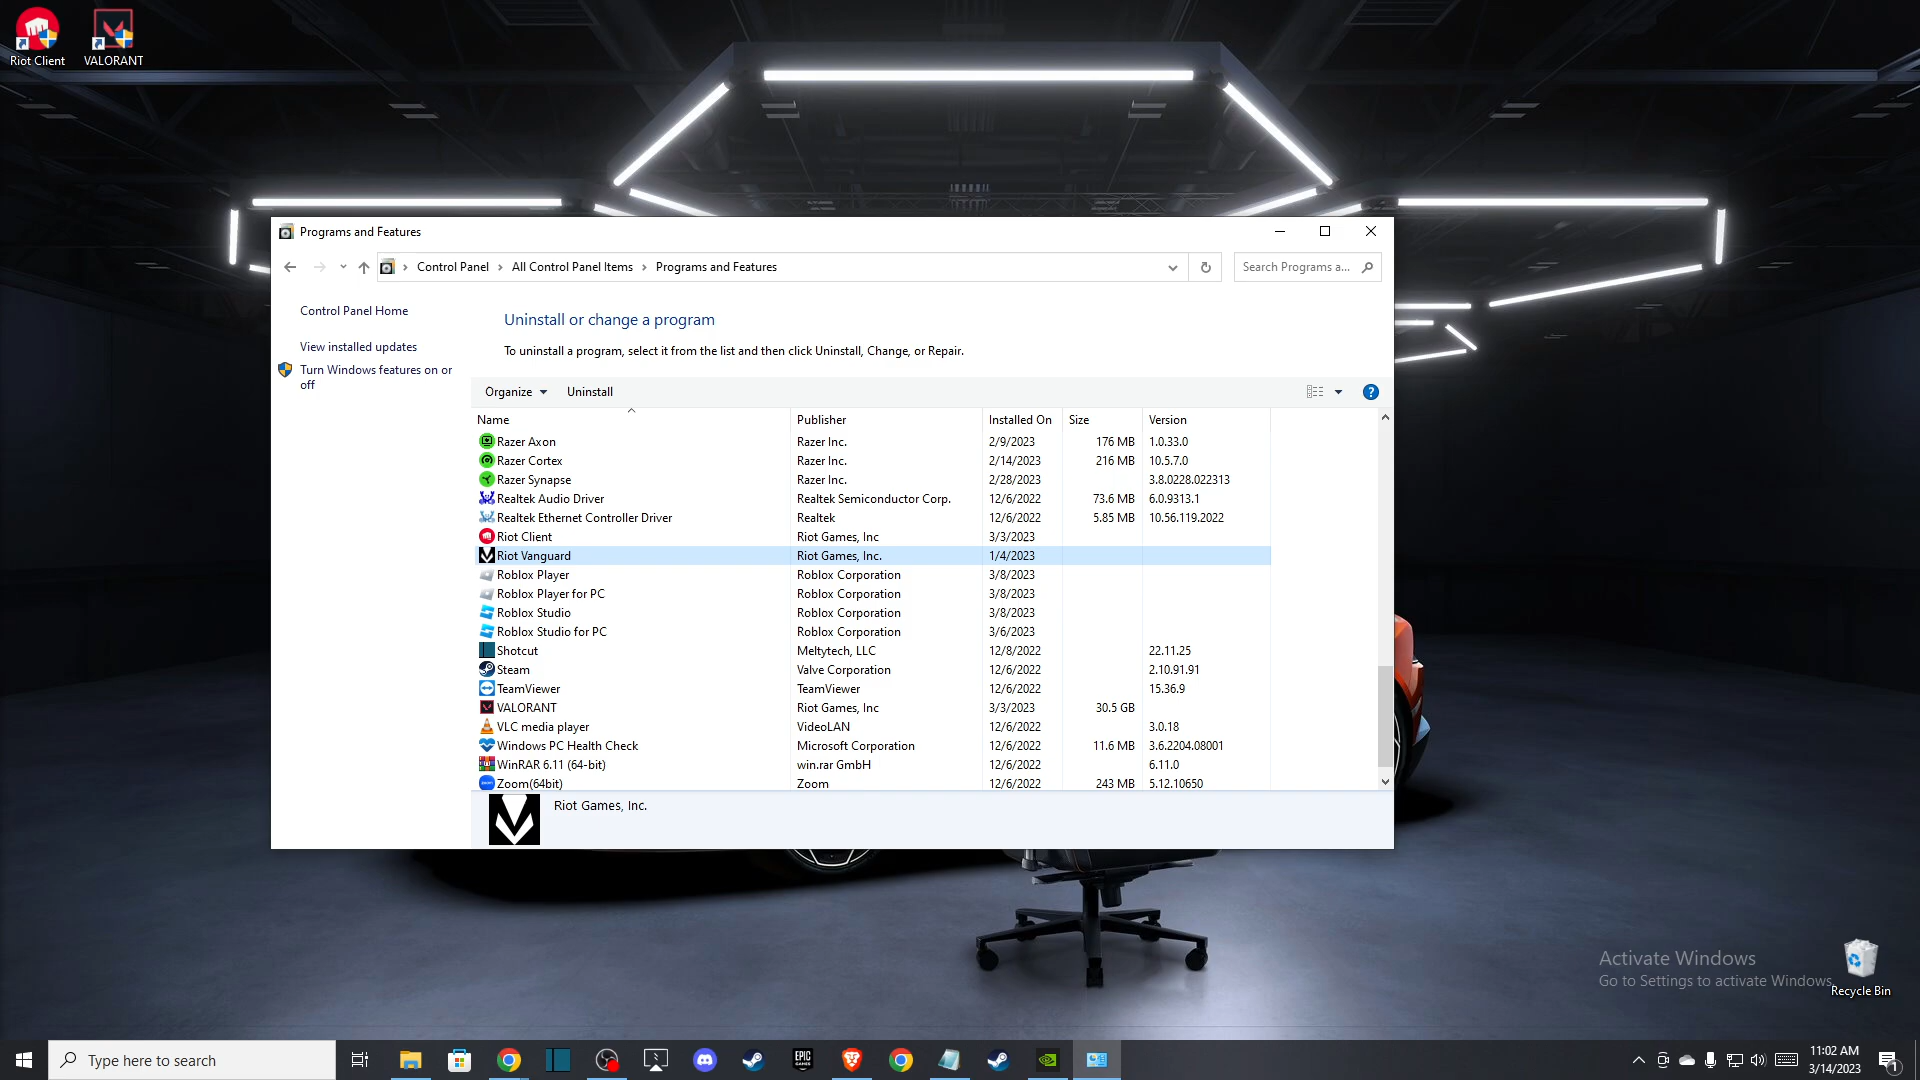 Riot Client
VALORANT
Programs and Features
Control Panel
All Control Panel Items
Programs and Features
Search Programs a...
Control Panel Home
View installed updates
Turn Windows features on or
off
Uninstall or change a program
To uninstall a program, select it from the list and then click Uninstall, Change, or Repair.
Organize
Uninstall
Name Publisher Installed On Size Version
Razer Axon Razer Inc. 2/9/2023 176 MB 1.0.33.0
Razer Cortex Razer Inc. 2/14/2023 216 MB 10.5.7.0
Razer Synapse Razer Inc. 2/28/2023 3.8.0228.022313
Realtek Audio Driver Realtek Semiconductor Corp. 12/6/2022 73.6 MB 6.0.9313.1
Realtek Ethernet Controller Driver Realtek 12/6/2022 5.85 MB 10.56.119.2022
Riot Client Riot Games, Inc 3/3/2023
Riot Vanguard Riot Games, Inc. 1/4/2023
Roblox Player Roblox Corporation 3/8/2023
Roblox Player for PC Roblox Corporation 3/8/2023
Roblox Studio Roblox Corporation 3/8/2023
Roblox Studio for PC Roblox Corporation 3/6/2023
Shotcut Meltytech, LLC 12/8/2022 22.11.25
Steam Valve Corporation 12/6/2022 2.10.91.91
TeamViewer TeamViewer 12/6/2022 15.36.9
VALORANT Riot Games, Inc 3/3/2023 30.5 GB
VLC media player VideoLAN 12/6/2022 3.0.18
Windows PC Health Check Microsoft Corporation 12/6/2022 11.6 MB 3.6.2204.08001
WinRAR 6.11 (64-bit) win.rar GmbH 12/6/2022 6.11.0
Zoom(64bit) Zoom 12/6/2022 243 MB 5.12.10650
Riot Games, Inc.
Activate Windows
Go to Settings to activate Windows.
Recycle Bin
Type here to search
EPIC
GAMES
11:02 AM
3/14/2023
1